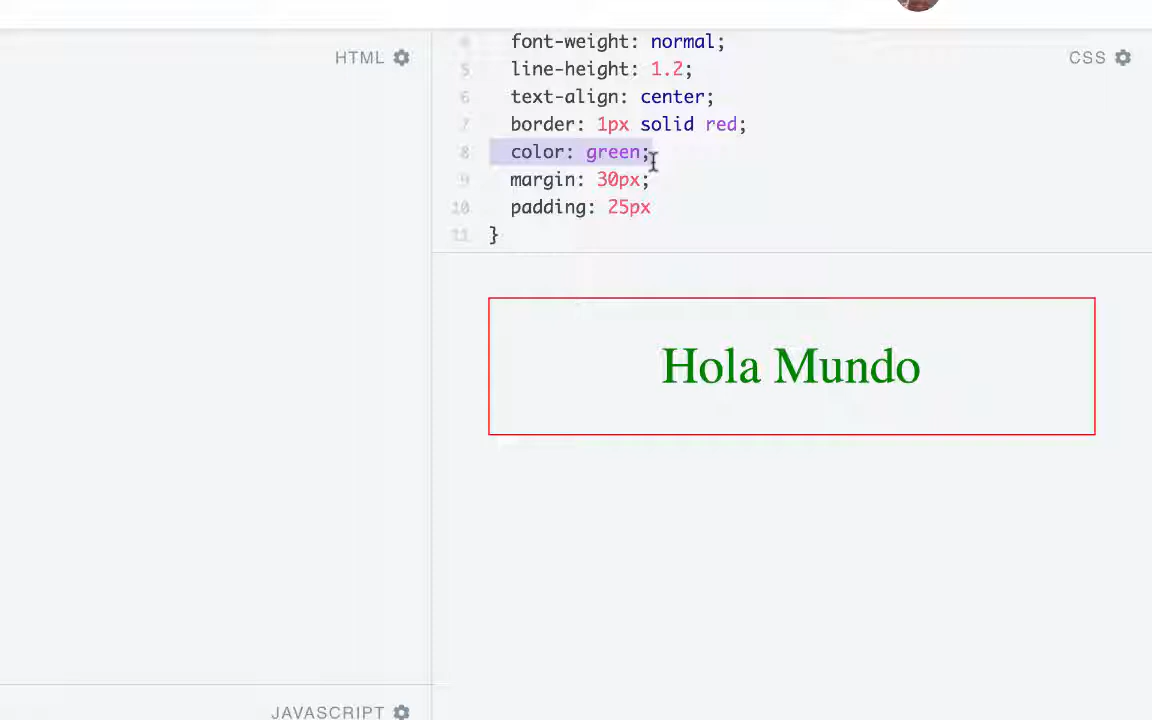 HTML
CSS
4 font-weight: normal;
5 line-height: 1.2;
6 text-align: center;
7 border: 1px solid red;
8 color: green;
9 margin: 30px;
10 padding: 25px
11 }
Hola Mundo
JAVASCRIPT